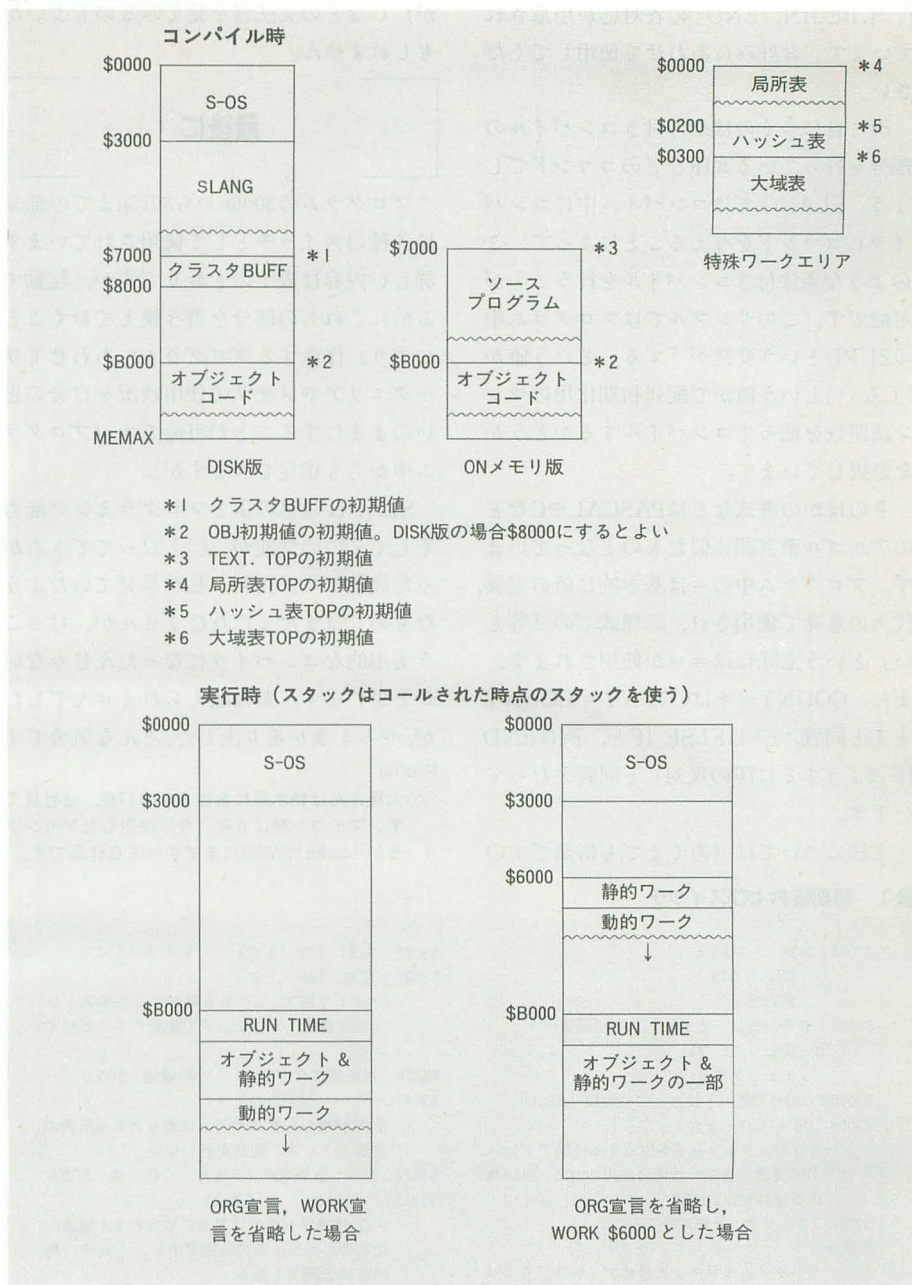 コンパイル時
$0000
S-OS
$3000
SLANG
$7000
クラスタBUFF
*1
$8000
$B000
*2
オブジェクト
コード
MEMAX
DISK版
$7000
*3
ソース
プログラム
$B000
*2
オブジェクト
コード
ONメモリ版
$0000
*4
局所表
$0200
*5
ハッシュ表
$0300
*6
大域表
特殊ワークエリア
*1 クラスタBUFFの初期値
*2 OBJ初期値の初期値。DISK版の場合$8000にするとよい
*3 TEXT. TOPの初期値
*4 局所表TOPの初期値
*5 ハッシュ表TOPの初期値
*6 大域表TOPの初期値
実行時(スタックはコールされた時点のスタックを使う)
$0000
S-OS
$3000
$B000
RUN TIME
オブジェクト&
静的ワーク
動的ワーク
↓
ORG宣言,WORK宣
言を省略した場合
$0000
S-OS
$3000
$6000
静的ワーク
動的ワーク
↓
$B000
RUN TIME
オブジェクト&
静的ワークの一部
ORG宣言を省略し,
WORK $6000とした場合